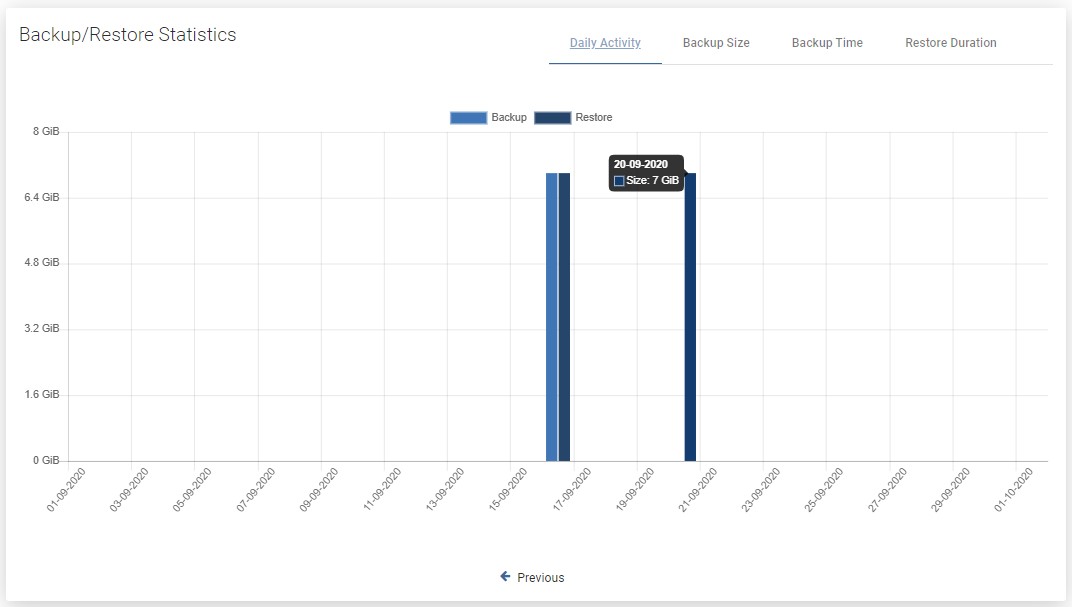 Backup/Restore Statistics
Daily Activity Backup Size Backup Time Restore Duration
Backup Restore
8 GiB
20-09-2020
Size: 7 GiB
6.4 GiB
4.8 GiB
3.2 GiB
1.6 GiB
0 GiB
01-09-2020 03-09-2020 05-09-2020 07-09-2020 09-09-2020 11-09-2020 13-09-2020 15-09-2020 17-09-2020 19-09-2020 21-09-2020 23-09-2020 25-09-2020 27-09-2020 29-09-2020 01-10-2020
Previous